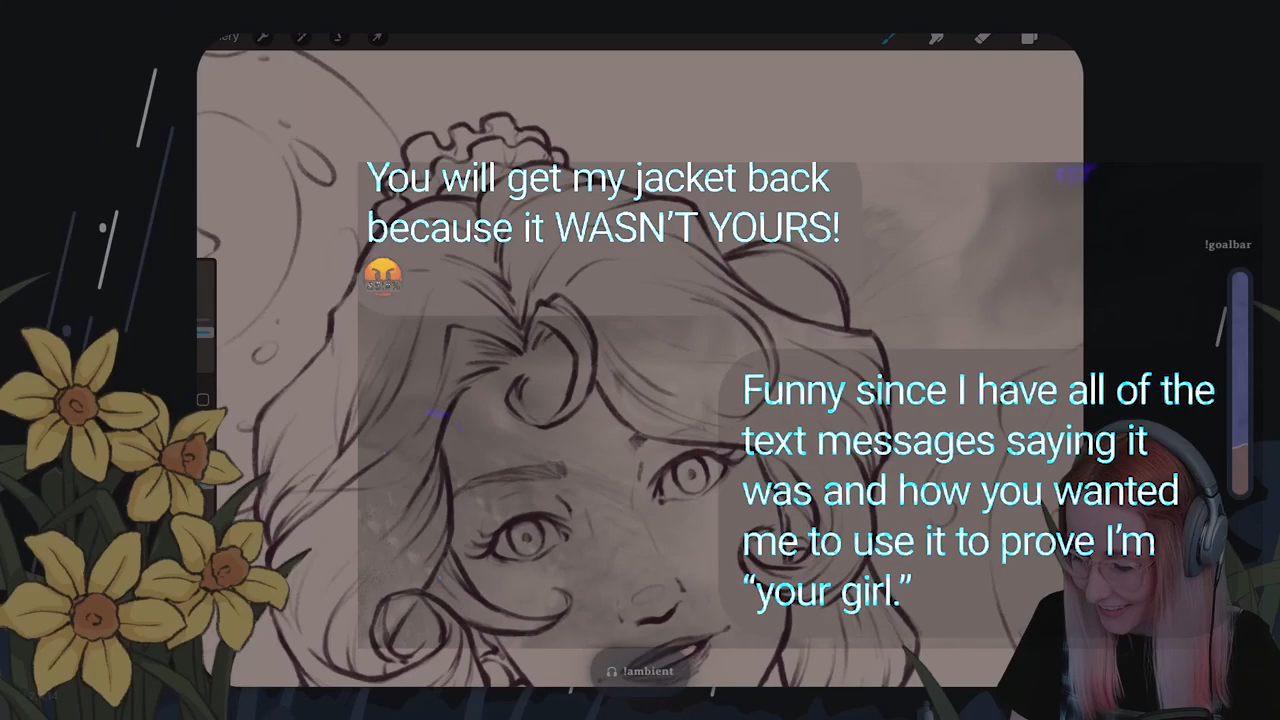 ery
You will get my jacket back
because it WASN'T YOURS!
!goalbar
Funny since I have all of the
text messages saying it
was and how you wanted
me to use it to prove I'm
“your girl.”
!ambient